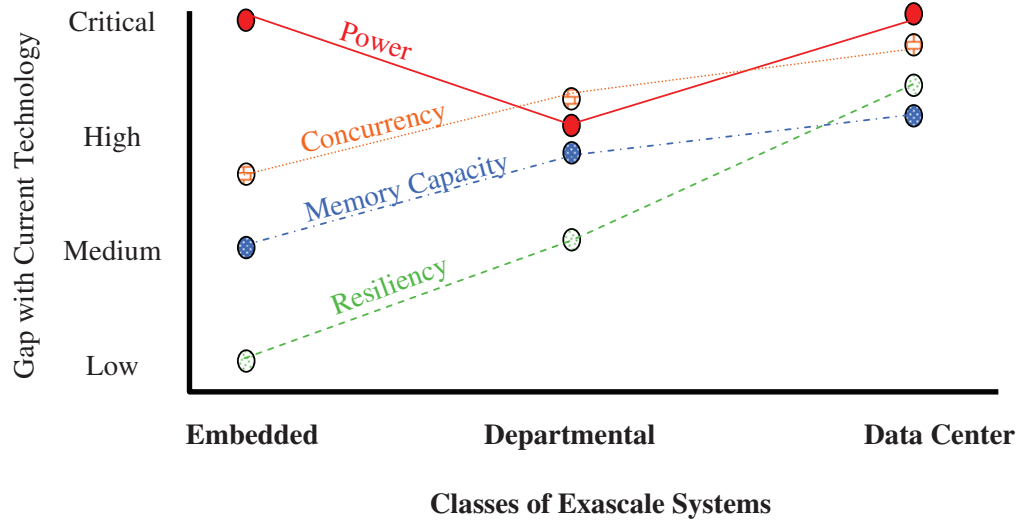 Critical
High
Medium
Low
Gap with Current Technology
Power
Concurrency
Memory Capacity
Resiliency
Embedded
Departmental
Data Center
Classes of Exascale Systems